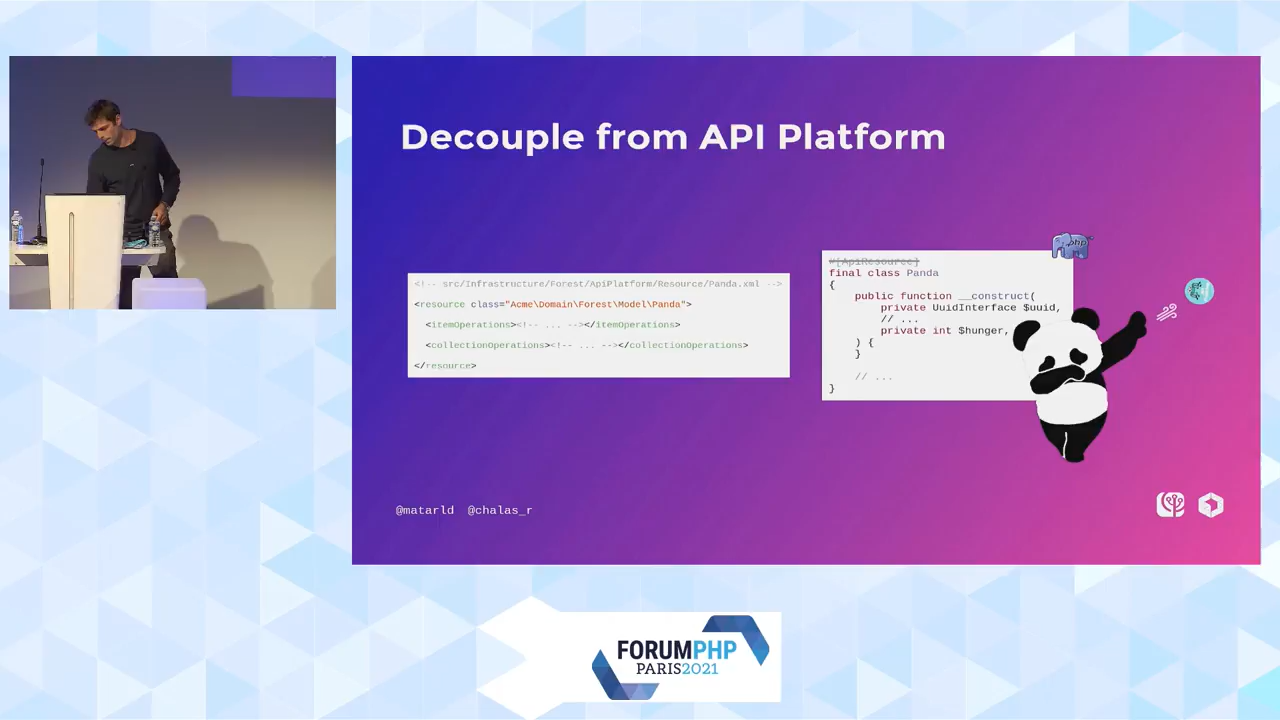 Decouple from API Platform
<!-- src/Infrastructure/Forest/ApiPlatform/Resource/Panda.xml -->
<resource class="Acme\Domain\Forest\Model\Panda">
<itemOperations><!-- ... --></itemOperations>
<collectionOperations><!-- ... --></collectionOperations>
</resource>
php
#[ApiResource]
final class Panda
{
public function __construct(
private UuidInterface $uuid,
// ...
private int $hunger,
) {
}
// ...
}
@matarld @chalas_r
FORUMPHP
PARIS2021